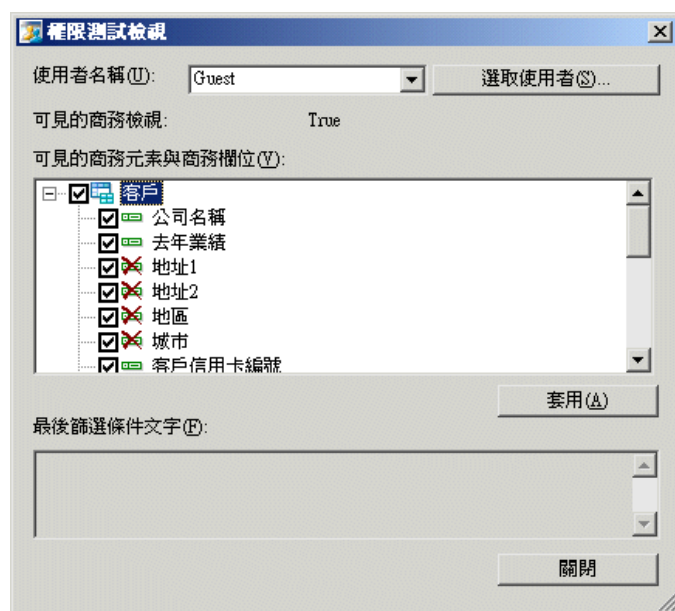 權限測試檢視
使用者名稱(U): Guest 選取使用者(S)...
可見的商務檢視: True
可見的商務元素與商務欄位(V):
客戶
公司名稱
去年業績
地址1
地址2
地區
城市
客戶信用卡編號
套用(A)
最後篩選條件文字(F):
關閉